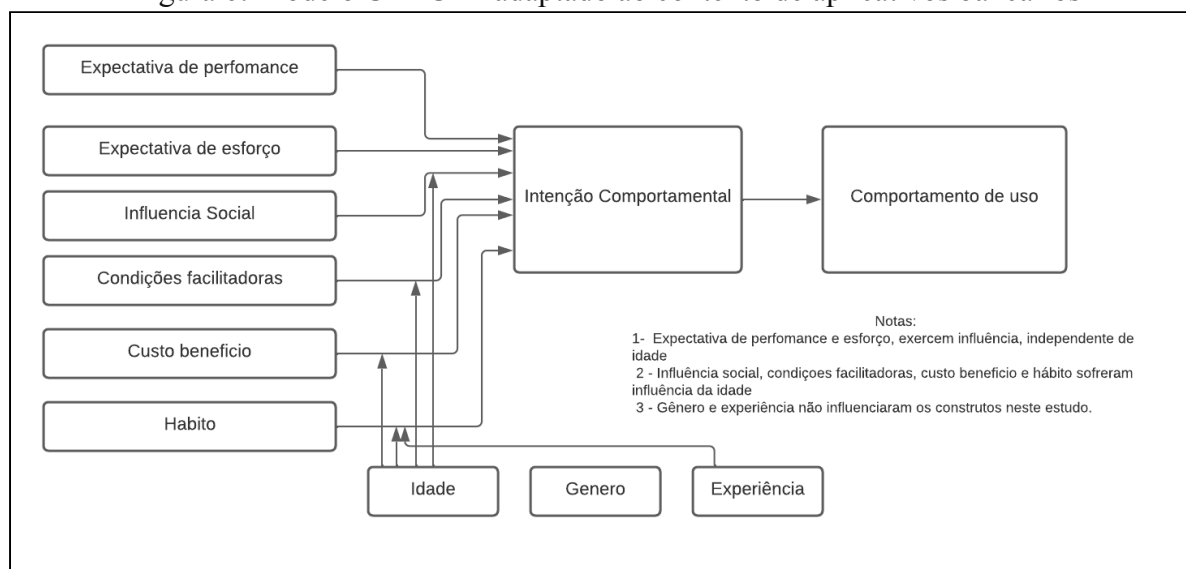 Expectativa de perfomance
Expectativa de esforço
Influencia Social
Condições facilitadoras
Custo beneficio
Habito
Intenção Comportamental
Comportamento de uso
Notas:
1- Expectativa de perfomance e esforço, exercem influência, independente de
idade
2 - Influência social, condiçoes facilitadoras, custo beneficio e hábito sofreram
influência da idade
3 - Gênero e experiência não influenciaram os construtos neste estudo.
Idade
Genero
Experiência